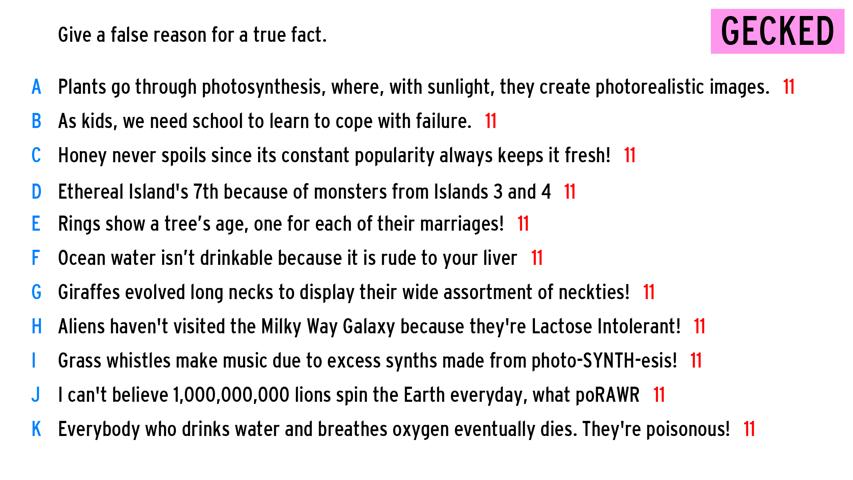 Give a false reason for a true fact.
GECKED
A Plants go through photosynthesis, where, with sunlight, they create photorealistic images. 11
B As kids, we need school to learn to cope with failure. 11
C Honey never spoils since its constant popularity always keeps it fresh! 11
D Ethereal Island's 7th because of monsters from Islands 3 and 4 11
E Rings show a tree’s age, one for each of their marriages! 11
F Ocean water isn’t drinkable because it is rude to your liver 11
G Giraffes evolved long necks to display their wide assortment of neckties! 11
H Aliens haven't visited the Milky Way Galaxy because they're Lactose Intolerant! 11
I Grass whistles make music due to excess synths made from photo-SYNTH-esis! 11
J I can't believe 1,000,000,000 lions spin the Earth everyday, what poRAWR 11
K Everybody who drinks water and breathes oxygen eventually dies. They're poisonous! 11